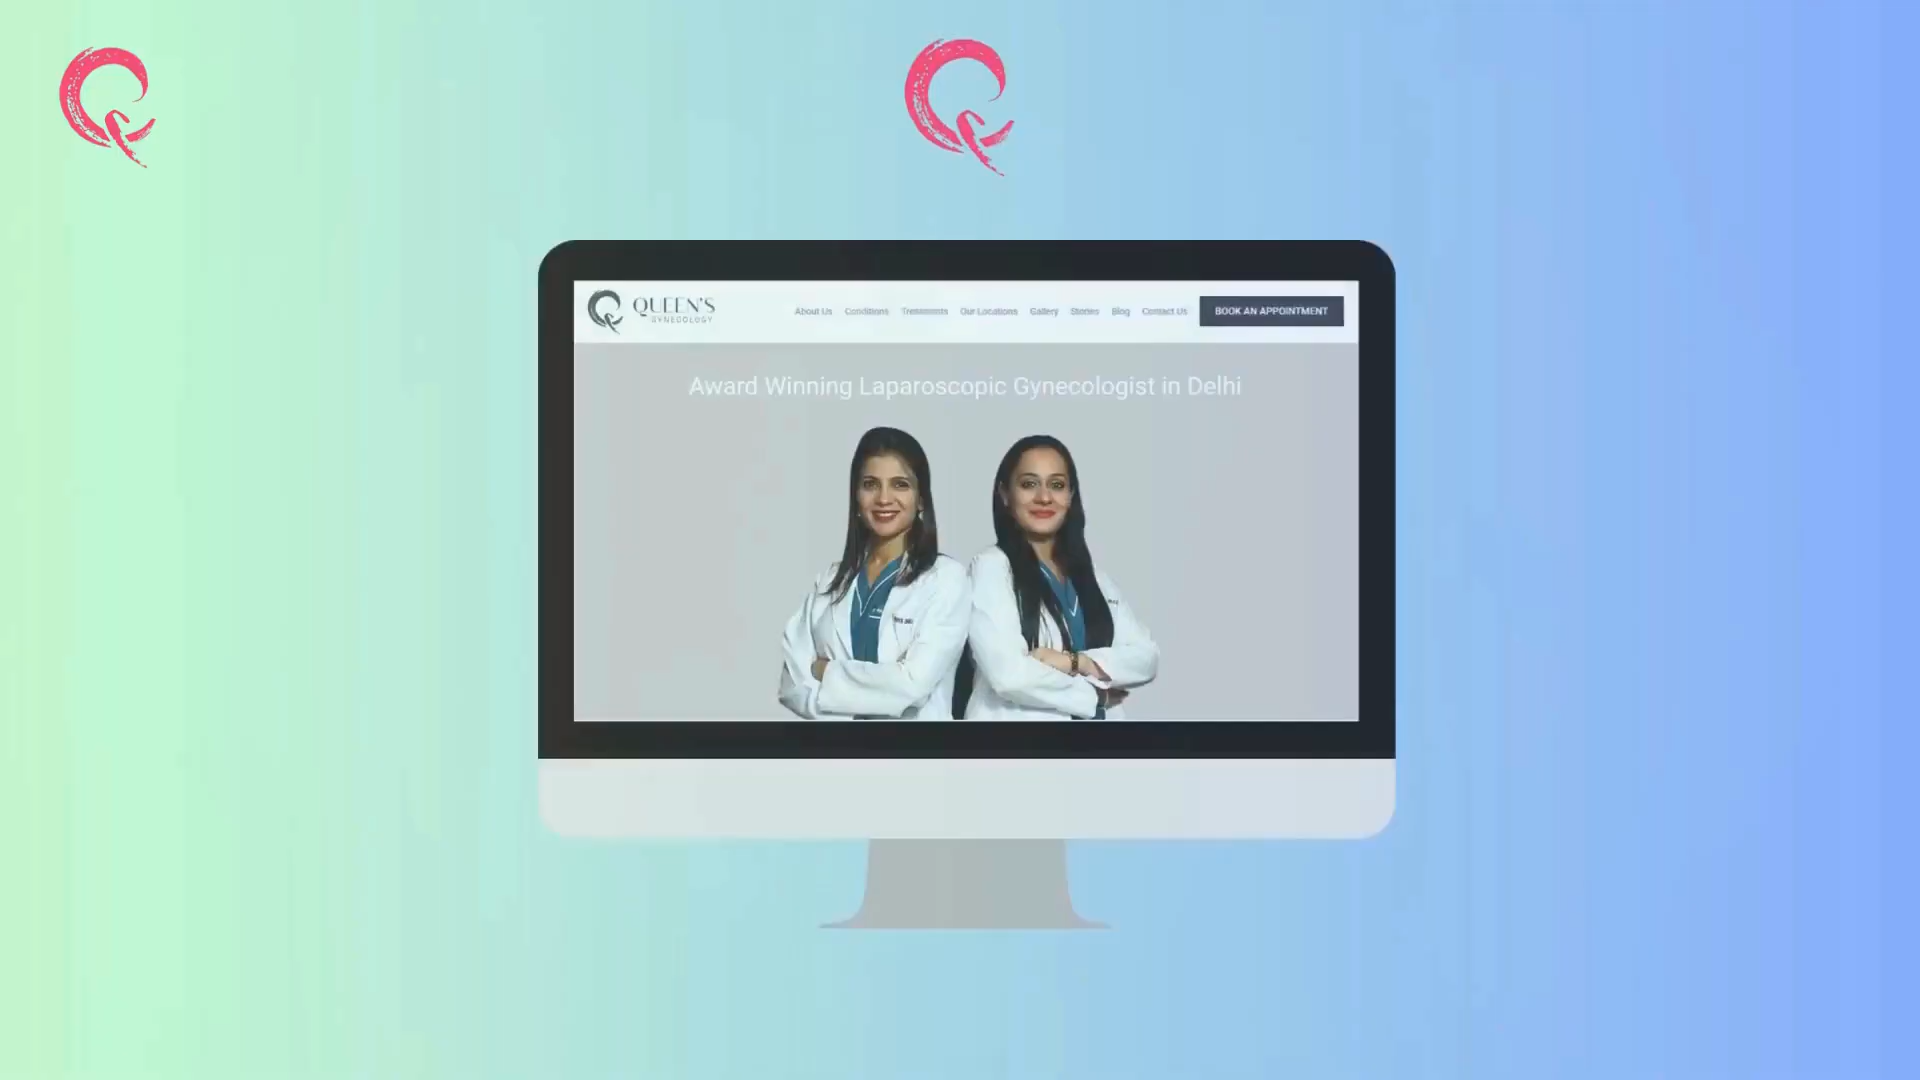 QUEEN'S
GYNECOLOGY
About Us Conditions Treatments Our Locations Gallery Stories Blog Contact Us BOOK AN APPOINTMENT
Award Winning Laparoscopic Gynecologist in Delhi